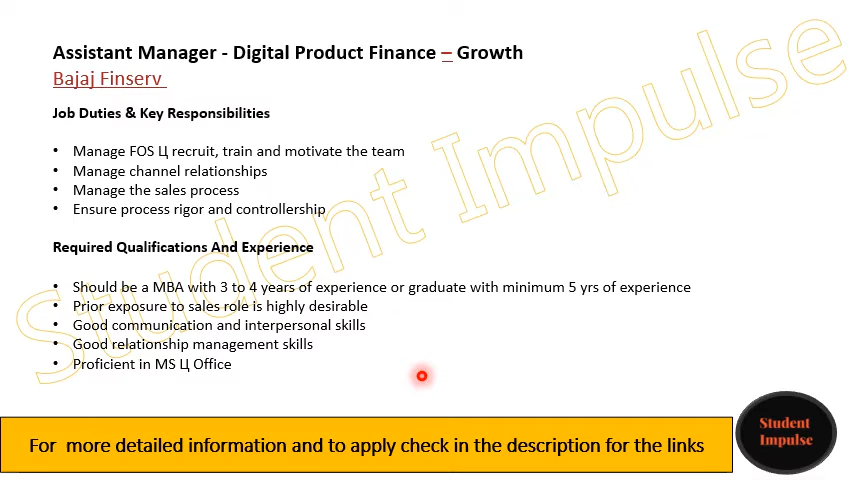 Assistant Manager - Digital Product Finance – Growth
Bajaj Finserv
Job Duties & Key Responsibilities
• Manage FOS Ц recruit, train and motivate the team
• Manage channel relationships
• Manage the sales process
• Ensure process rigor and controllership
Required Qualifications And Experience
• Should be a MBA with 3 to 4 years of experience or graduate with minimum 5 yrs of experience
• Prior exposure to sales role is highly desirable
• Good communication and interpersonal skills
• Good relationship management skills
• Proficient in MS Ц Office
Student Impulse
For more detailed information and to apply check in the description for the links
Student
Impulse